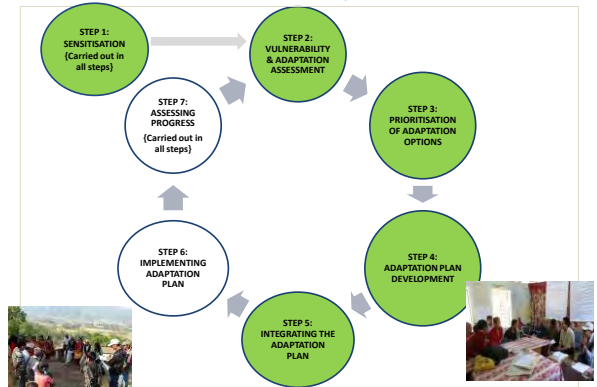 STEP 1:
SENSITISATION
{Carried out in
all steps}
STEP 2:
VULNERABILITY
& ADAPTATION
ASSESSMENT
STEP 3:
PRIORITISATION
OF ADAPTATION
OPTIONS
STEP 4:
ADAPTATION PLAN
DEVELOPMENT
STEP 5:
INTEGRATING THE
ADAPTATION
PLAN
STEP 6:
IMPLEMENTING
ADAPTATION
PLAN
STEP 7:
ASSESSING
PROGRESS
{Carried out in
all steps}